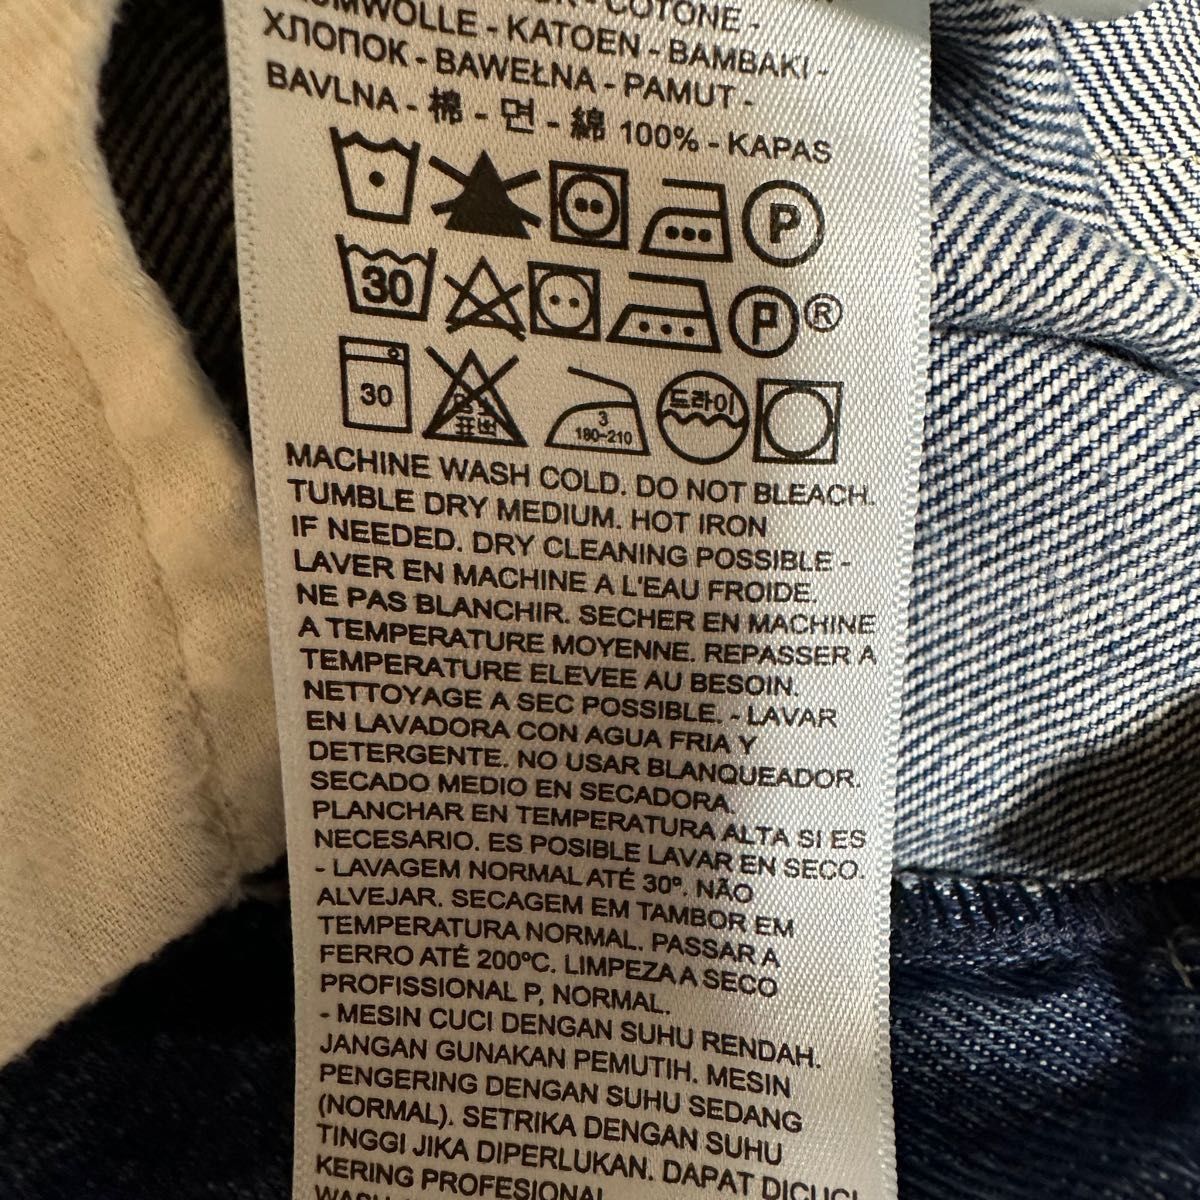 - COTONE -
KATOEN - BAMBAKI -
ХЛОПОК - BAWEŁNA - PAMUT -
BAVLNA - 棉 - 면 - 綿 100% - KAPAS
P
30 P ®
30 3 180-210 드라이
MACHINE WASH COLD. DO NOT BLEACH.
TUMBLE DRY MEDIUM. HOT IRON
IF NEEDED. DRY CLEANING POSSIBLE -
LAVER EN MACHINE A L'EAU FROIDE.
NE PAS BLANCHIR. SECHER EN MACHINE
A TEMPERATURE MOYENNE. REPASSER A
TEMPERATURE ELEVEE AU BESOIN.
NETTOYAGE A SEC POSSIBLE. - LAVAR
EN LAVADORA CON AGUA FRIA Y
DETERGENTE. NO USAR BLANQUEADOR.
SECADO MEDIO EN SECADORA.
PLANCHAR EN TEMPERATURA ALTA SI ES
NECESARIO. ES POSIBLE LAVAR EN SECO.
- LAVAGEM NORMAL ATÉ 30º. NÃO
ALVEJAR. SECAGEM EM TAMBOR EM
TEMPERATURA NORMAL. PASSAR A
FERRO ATÉ 200ºC. LIMPEZA A SECO
PROFISSIONAL P, NORMAL.
- MESIN CUCI DENGAN SUHU RENDAH.
JANGAN GUNAKAN PEMUTIH. MESIN
PENGERING DENGAN SUHU SEDANG
(NORMAL). SETRIKA DENGAN SUHU
TINGGI JIKA DIPERLUKAN. DAPAT DICUCI
KERING PROFESIONAL